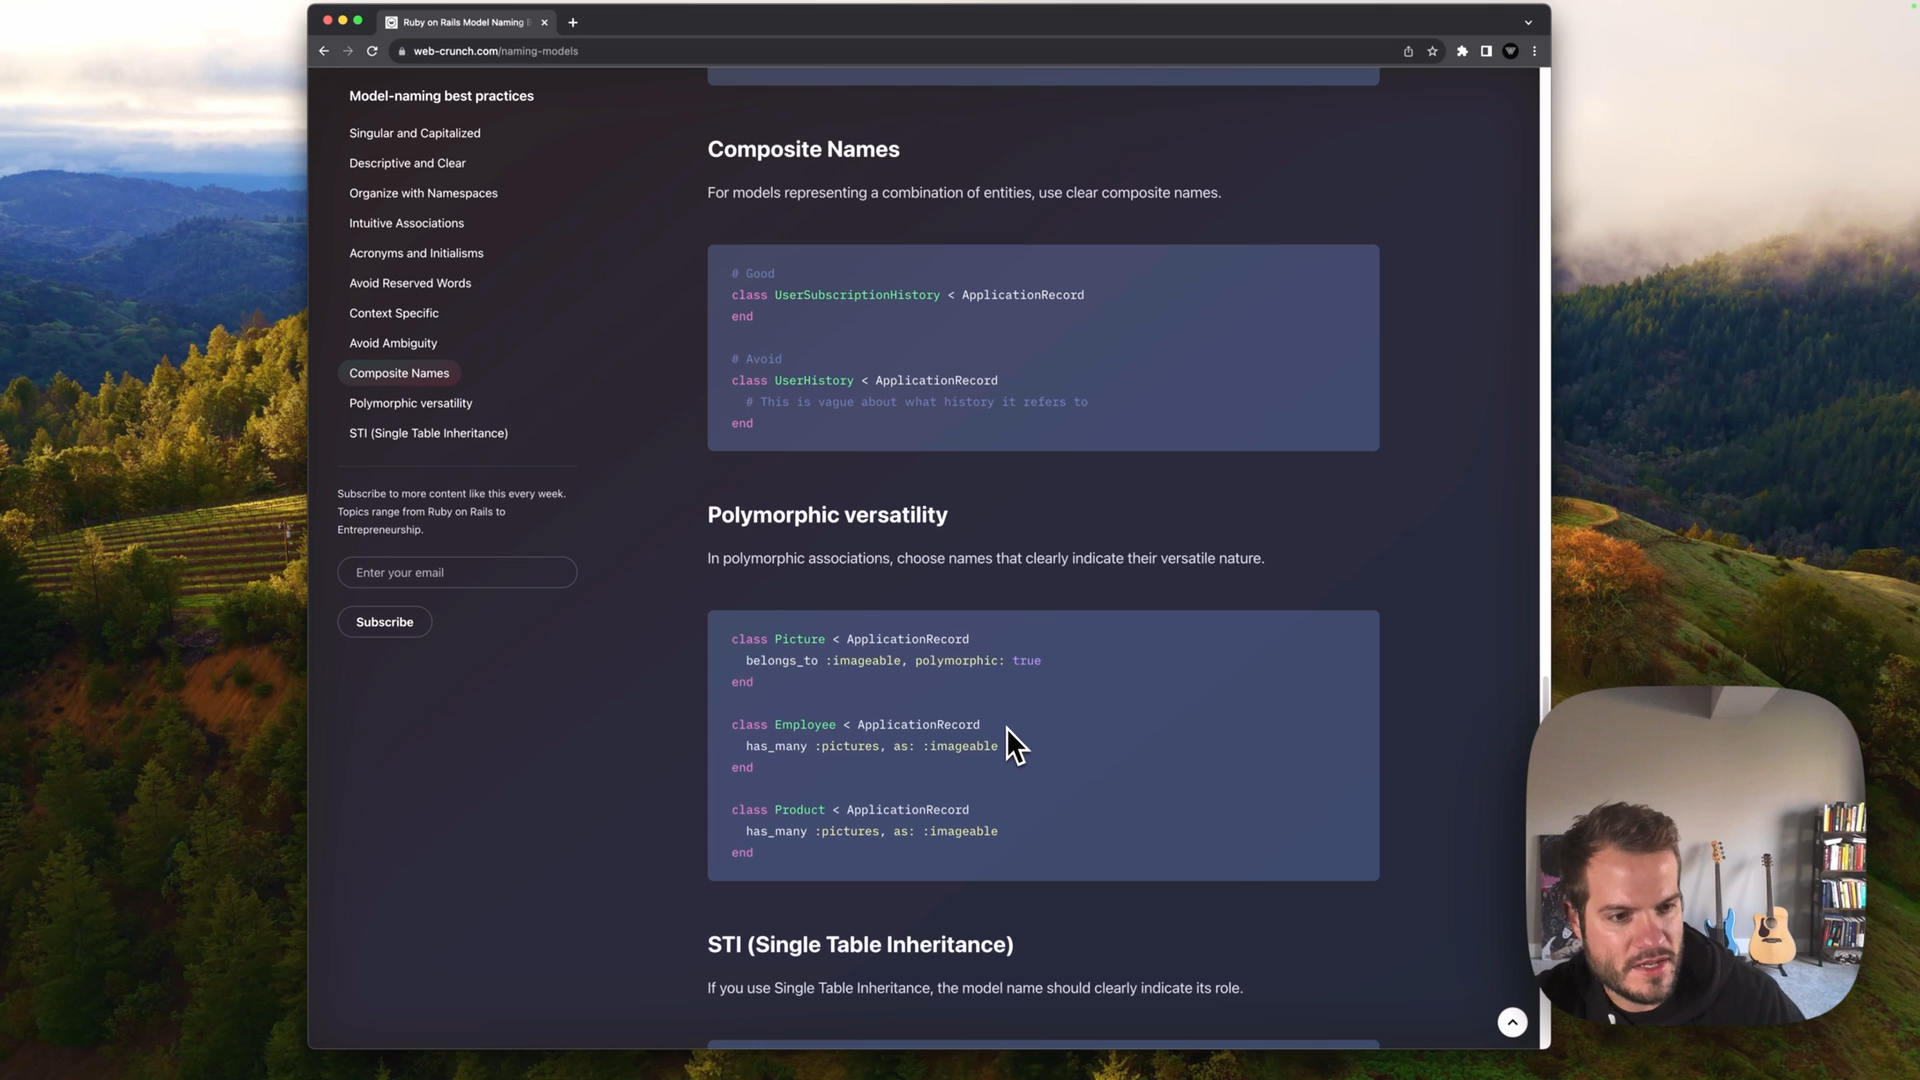 Ruby on Rails Model Naming
web-crunch.com/naming-models
Model-naming best practices
Singular and Capitalized
Descriptive and Clear
Organize with Namespaces
Intuitive Associations
Acronyms and Initialisms
Avoid Reserved Words
Context Specific
Avoid Ambiguity
Composite Names
Polymorphic versatility
STI (Single Table Inheritance)
Subscribe to more content like this every week.
Topics range from Ruby on Rails to
Entrepreneurship.
Enter your email
Subscribe
Composite Names
For models representing a combination of entities, use clear composite names.
# Good
class UserSubscriptionHistory < ApplicationRecord
end
# Avoid
class UserHistory < ApplicationRecord
# This is vague about what history it refers to
end
Polymorphic versatility
In polymorphic associations, choose names that clearly indicate their versatile nature.
class Picture < ApplicationRecord
belongs_to :imageable, polymorphic: true
end
class Employee < ApplicationRecord
has_many :pictures, as: :imageable
end
class Product < ApplicationRecord
has_many :pictures, as: :imageable
end
STI (Single Table Inheritance)
If you use Single Table Inheritance, the model name should clearly indicate its role.